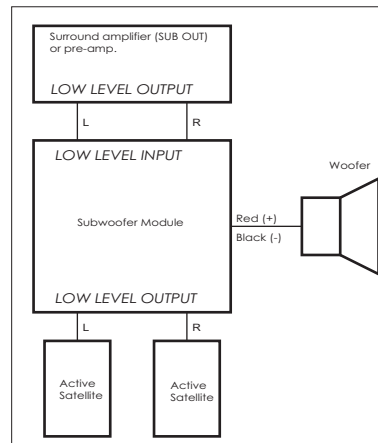 Surround amplifier (SUB OUT)
or pre-amp.
LOW LEVEL OUTPUT
L R
LOW LEVEL INPUT
Woofer
Subwoofer Module
Red (+)
Black (-)
LOW LEVEL OUTPUT
L R
Active
Satellite
Active
Satellite